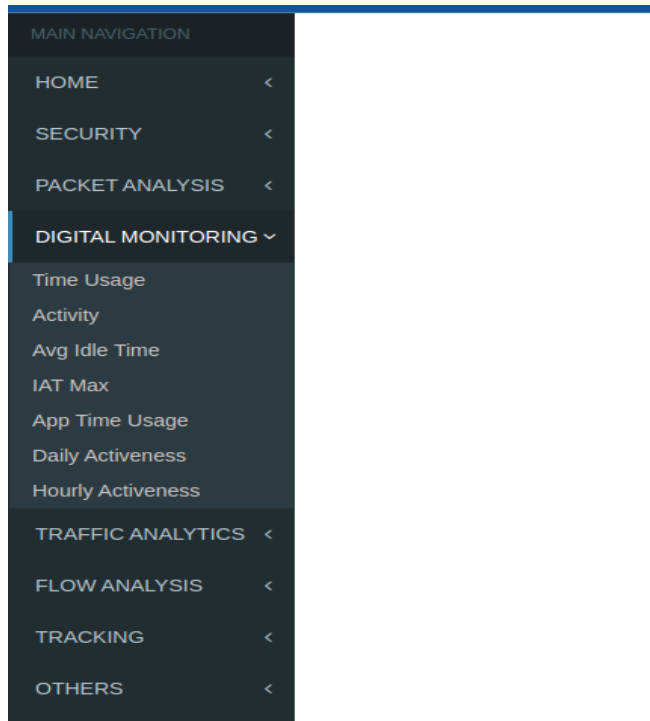 MAIN NAVIGATION
HOME
SECURITY
PACKET ANALYSIS
DIGITAL MONITORING
Time Usage
Activity
Avg Idle Time
IAT Max
App Time Usage
Daily Activeness
Hourly Activeness
TRAFFIC ANALYTICS
FLOW ANALYSIS
TRACKING
OTHERS